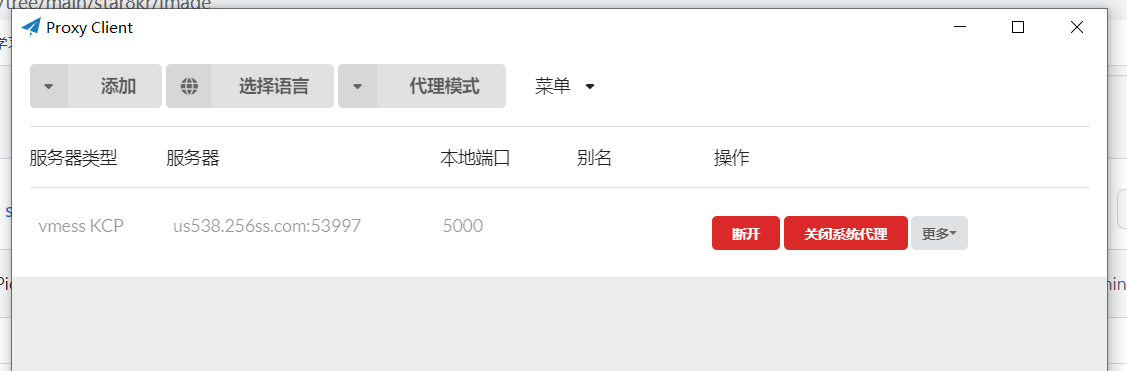 /tree/main/star8kr/image
Proxy Client
添加 选择语言 代理模式 菜单
服务器类型 服务器 本地端口 别名 操作
vmess KCP us538.256ss.com:53997 5000 断开 关闭系统代理 更多